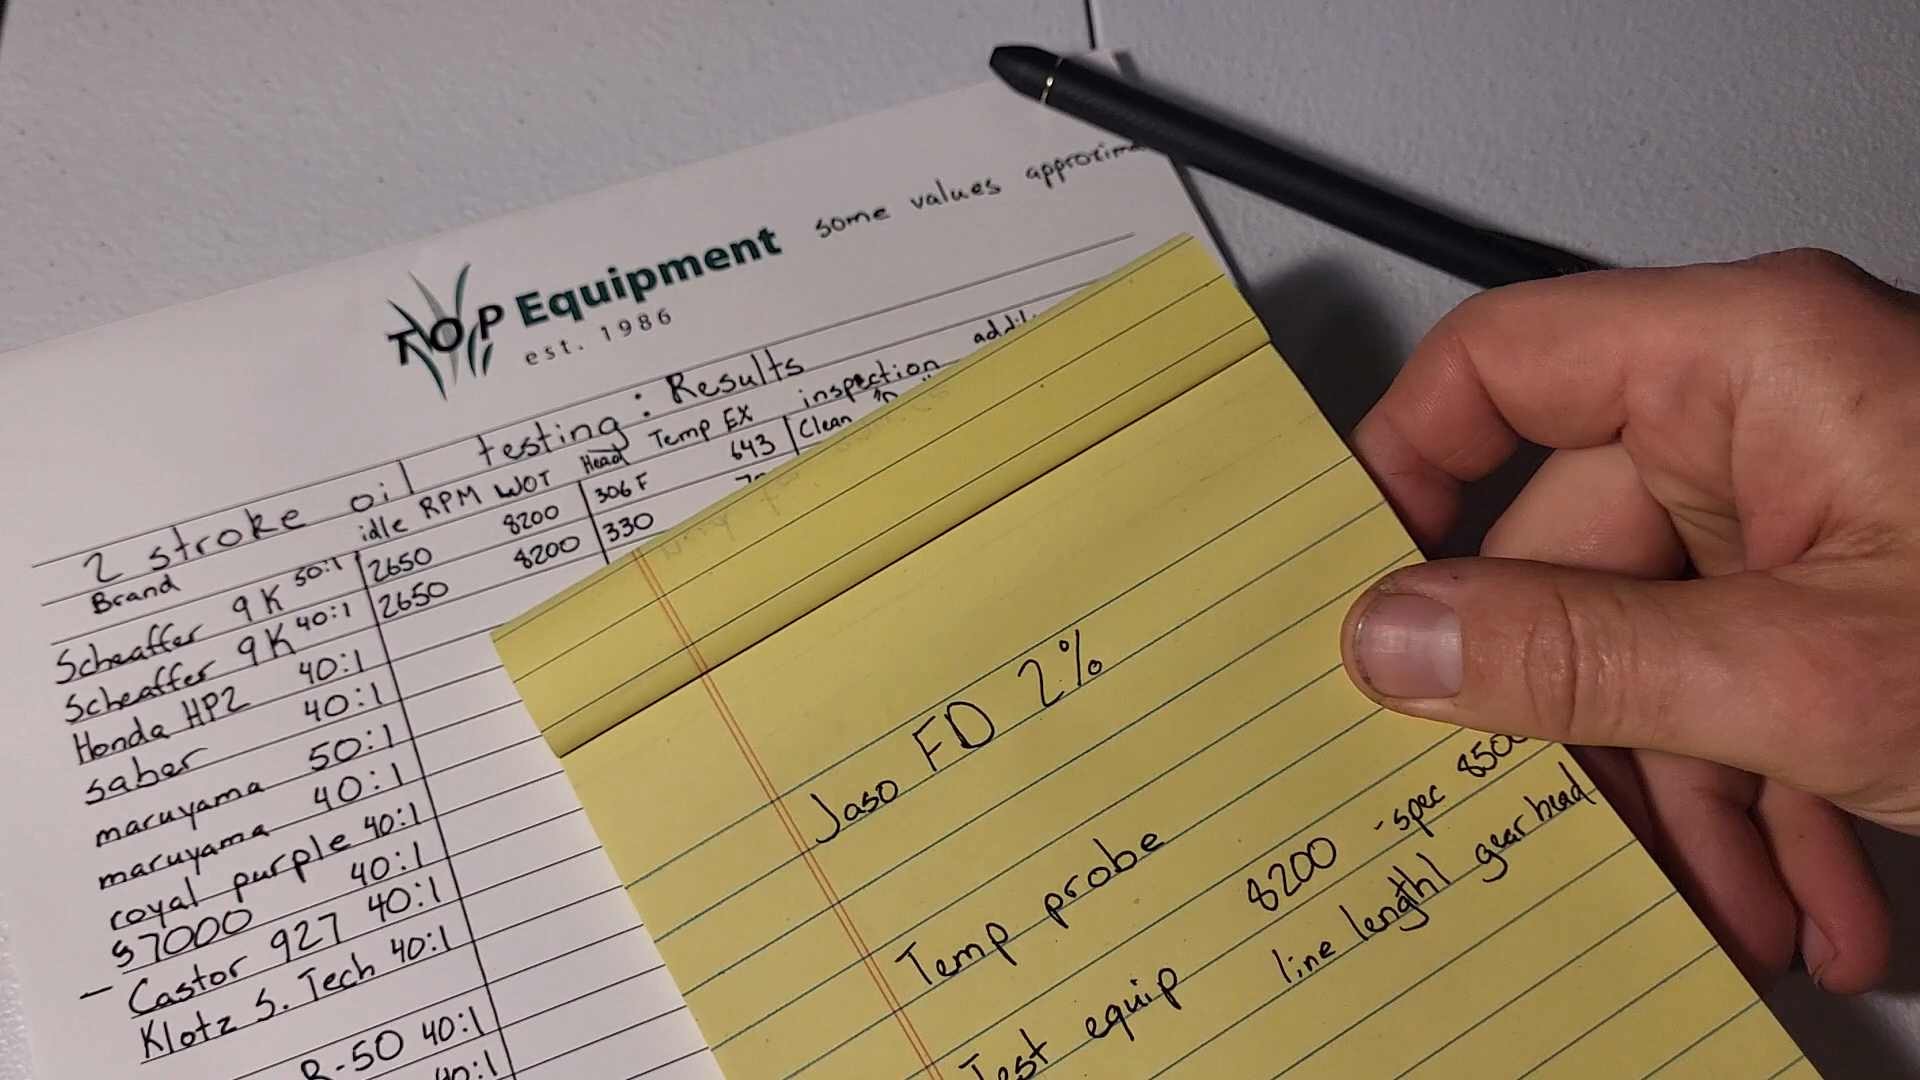 some values
TOP Equipment
est. 1986
2 stroke oil testing: Results
Brand idle RPM WOT Head Temp EX inspection
Scheaffer 9K 50:1 2650 8200 306 F 643 Clean
Scheaffer 9K 40:1 2650 8200 330
Honda HP2 40:1
saber 40:1
maruyama 50:1
maruyama 40:1
royal purple 40:1
S7000 40:1
- Castor 927 40:1
Klotz S. Tech 40:1
R-50 40:1
40:1
Jaso FD 2%
Temp probe
Test equip 8200 -spec 8500
line length gear head